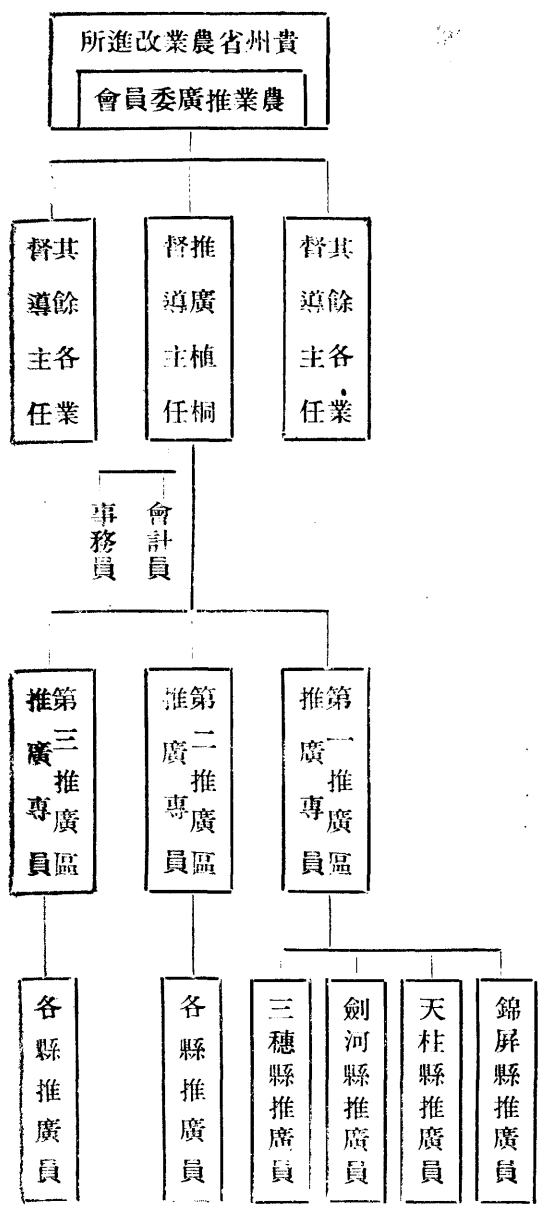 貴州省農業改進所
農業推廣委員會
其餘各業
督導主任
推廣植桐
督導主任
其餘各業
督導主任
會計員
事務員
第一推廣區
推廣專員
第二推廣區
推廣專員
第三推廣區
推廣專員
錦屏縣推廣員
天柱縣推廣員
劍河縣推廣員
三穗縣推廣員
各縣推廣員
各縣推廣員